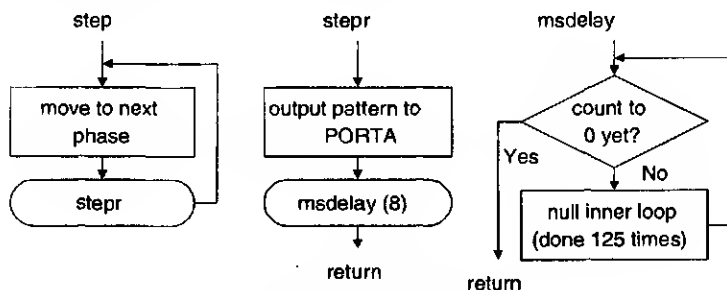 step
move to next
phase
stepr
stepr
output pattern to
PORTA
msdelay (8)
return
msdelay
count to
0 yet?
Yes
No
null inner loop
(done 125 times)
return